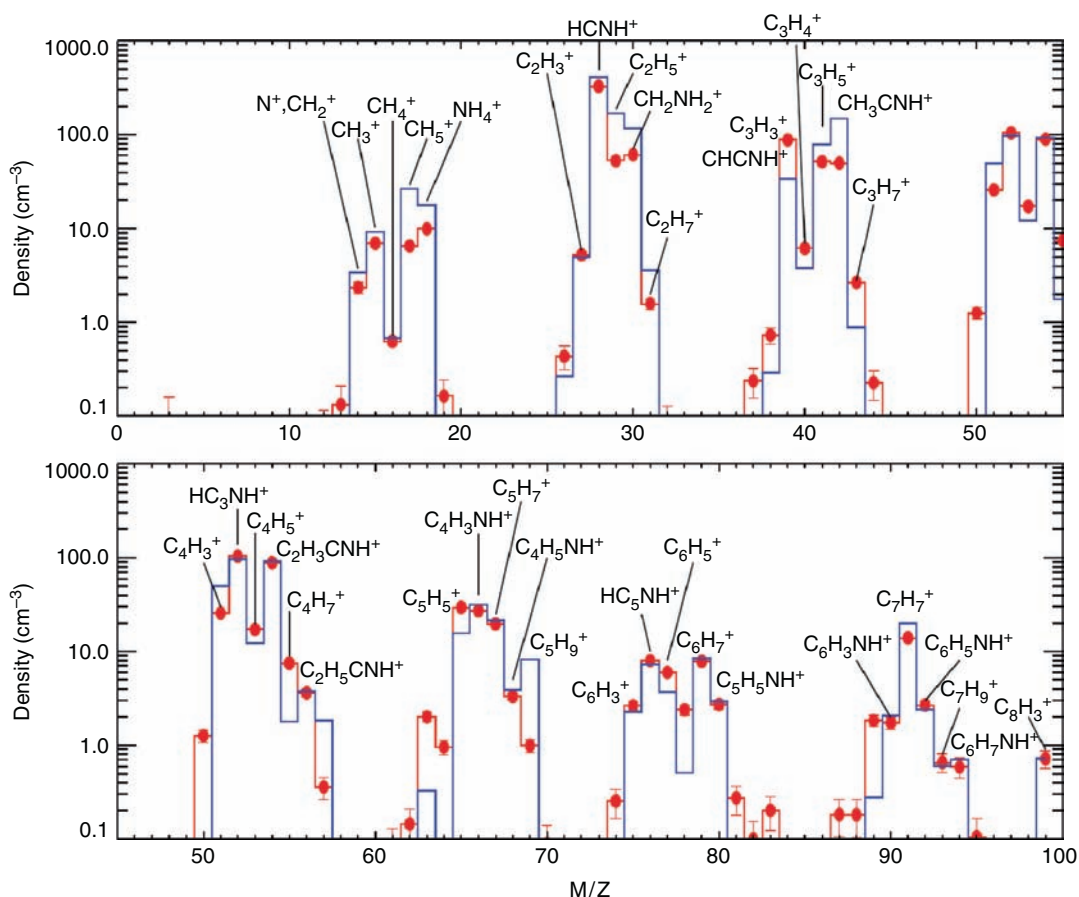 HCNH⁺
C₃H₄⁺
C₂H₃⁺
C₂H₅⁺
C₃H₅⁺
N⁺,CH₂⁺
CH₄⁺
CH₂NH₂⁺
CH₃CNH⁺
CH₃⁺
CH₅⁺
NH₄⁺
C₃H₃⁺
CHCNH⁺
C₃H₇⁺
C₂H₇⁺
Density (cm⁻³)
1000.0
100.0
10.0
1.0
0.1
0
10
20
30
40
50
HC₃NH⁺
C₅H₇⁺
C₄H₅⁺
C₄H₃NH⁺
C₄H₃⁺
C₂H₃CNH⁺
C₄H₅NH⁺
C₆H₅⁺
C₄H₇⁺
C₅H₅⁺
HC₅NH⁺
C₇H₇⁺
C₂H₅CNH⁺
C₅H₉⁺
C₆H₇⁺
C₆H₃NH⁺
C₆H₅NH⁺
C₆H₃⁺
C₅H₅NH⁺
C₇H₉⁺
C₈H₃⁺
C₆H₇NH⁺
Density (cm⁻³)
1000.0
100.0
10.0
1.0
0.1
50
60
70
80
90
100
M/Z